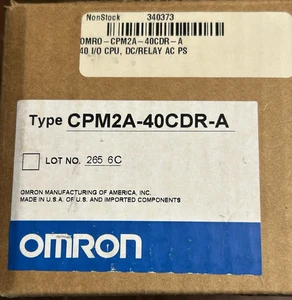 NonStock 340373
OMRO-CPM2A-40CDR-A
40 I/O CPU, DC/RELAY AC PS
Type CPM2A-40CDR-A
LOT NO. 265 6C
OMRON MANUFACTURING OF AMERICA, INC.
MADE IN U.S.A. OF U.S. AND IMPORTED COMPONENTS
OMRON